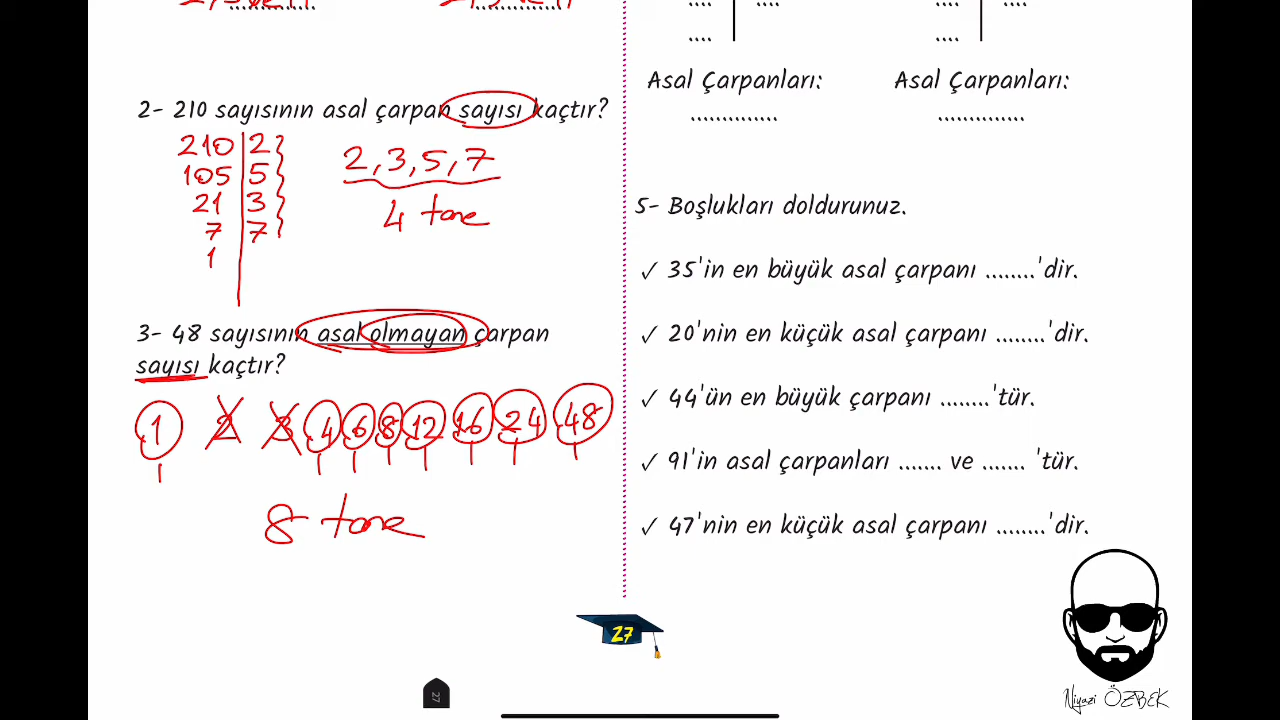 2- 210 sayısının asal çarpan sayısı kaçtır?
210 2
105 5
21 3
7 7
1
2, 3, 5, 7
4 tane
3- 48 sayısının asal olmayan çarpan
sayısı kaçtır?
1 2 3 4 6 8 12 16 24 48
8 tane
.... ....
....
.... ....
....
Asal Çarpanları: Asal Çarpanları:
.............. ..............
5- Boşlukları doldurunuz.
✓ 35'in en büyük asal çarpanı ........'dir.
✓ 20'nin en küçük asal çarpanı ........'dir.
✓ 44'ün en büyük çarpanı ........'tür.
✓ 91'in asal çarpanları ....... ve ....... 'tür.
✓ 47'nin en küçük asal çarpanı ........'dir.
27
27
Niyazi ÖZBEK